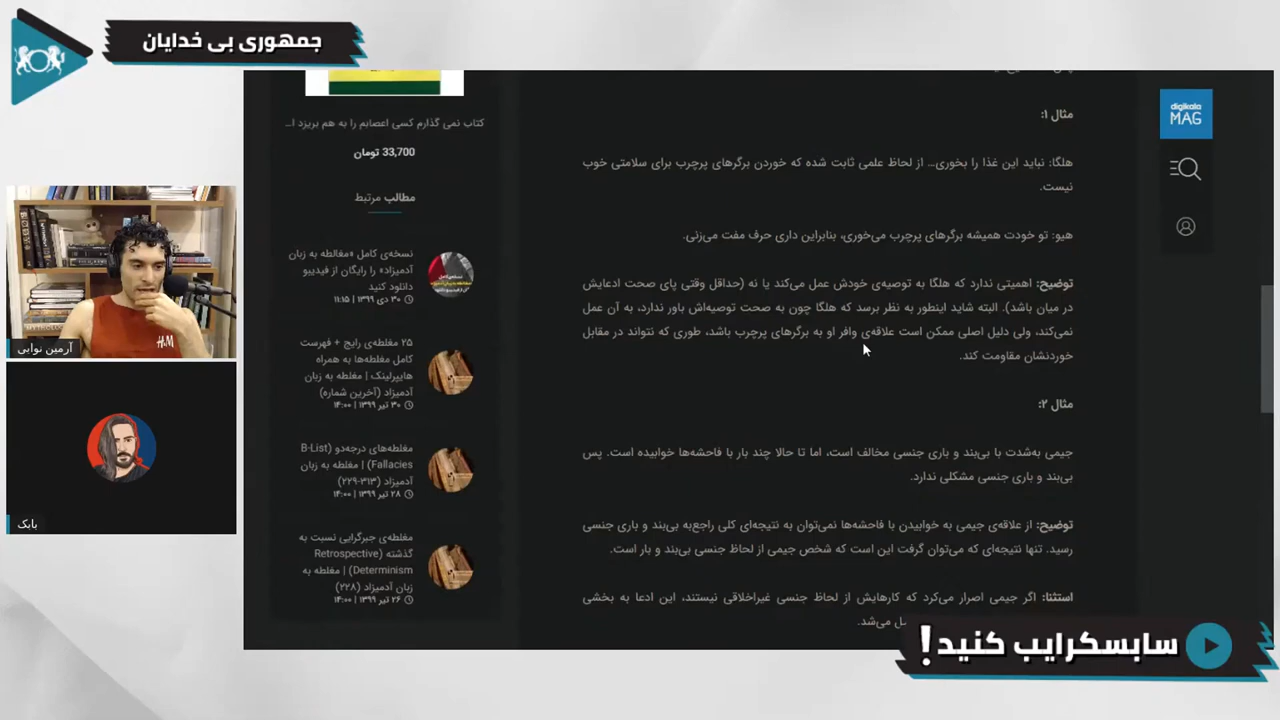 جمهوری بی خدایان
digikala
MAG
مثال ۱:
هلگا: نباید این غذا را بخوری... از لحاظ علمی ثابت شده که خوردن برگرهای پرچرب برای سلامتی خوب
نیست.
هیو: تو خودت همیشه برگرهای پرچرب می‌خوری، بنابراین داری حرف مفت می‌زنی.
توضیح: اهمیتی ندارد که هلگا به توصیه‌ی خودش عمل می‌کند یا نه (حداقل وقتی پای صحت ادعایش
در میان باشد). البته شاید اینطور به نظر برسد که هلگا چون به صحت توصیه‌اش باور ندارد، به آن عمل
نمی‌کند، ولی دلیل اصلی ممکن است علاقه‌ی وافر او به برگرهای پرچرب باشد، طوری که نتواند در مقابل
خوردنشان مقاومت کند.
مثال ۲:
جیمی به‌شدت با بی‌بند و باری جنسی مخالف است، اما تا حالا چند بار با فاحشه‌ها خوابیده است. پس
بی‌بند و باری جنسی مشکلی ندارد.
توضیح: از علاقه‌ی جیمی به خوابیدن با فاحشه‌ها نمی‌توان به نتیجه‌ای کلی راجع‌به بی‌بند و باری جنسی
رسید. تنها نتیجه‌ای که می‌توان گرفت این است که شخص جیمی از لحاظ جنسی بی‌بند و بار است.
استثنا: اگر جیمی اصرار می‌کرد که کارهایش از لحاظ جنسی غیراخلاقی نیستند، این ادعا به بخشی
می‌شد.
کتاب نمی گذارم کسی اعصابم را به هم بریزد ا...
33,700 تومان
مطالب مرتبط
نسخه‌ی کامل «مغالطه به زبان
آدمیزاد» را رایگان از فیدیبو
دانلود کنید
۳۰ دی ۱۳۹۹ | ۱۱:۱۵
۲۵ مغلطه‌ی رایج + فهرست
کامل مغلطه‌ها به همراه
هایپرلینک | مغلطه به زبان
آدمیزاد (آخرین شماره)
۳۰ تیر ۱۳۹۹ | ۱۴:۰۰
مغلطه‌های درجه‌دو (B-List
Fallacies) | مغلطه به زبان
آدمیزاد (۲۲۹-۳۱۳)
۲۸ تیر ۱۳۹۹ | ۱۴:۰۰
مغلطه‌ی جبرگرایی نسبت به
گذشته (Retrospective
Determinism) | مغلطه به
زبان آدمیزاد (۲۲۸)
۲۶ تیر ۱۳۹۹ | ۱۴:۰۰
H&M
آرمین نوابی
بابک
سابسکرایب کنید!